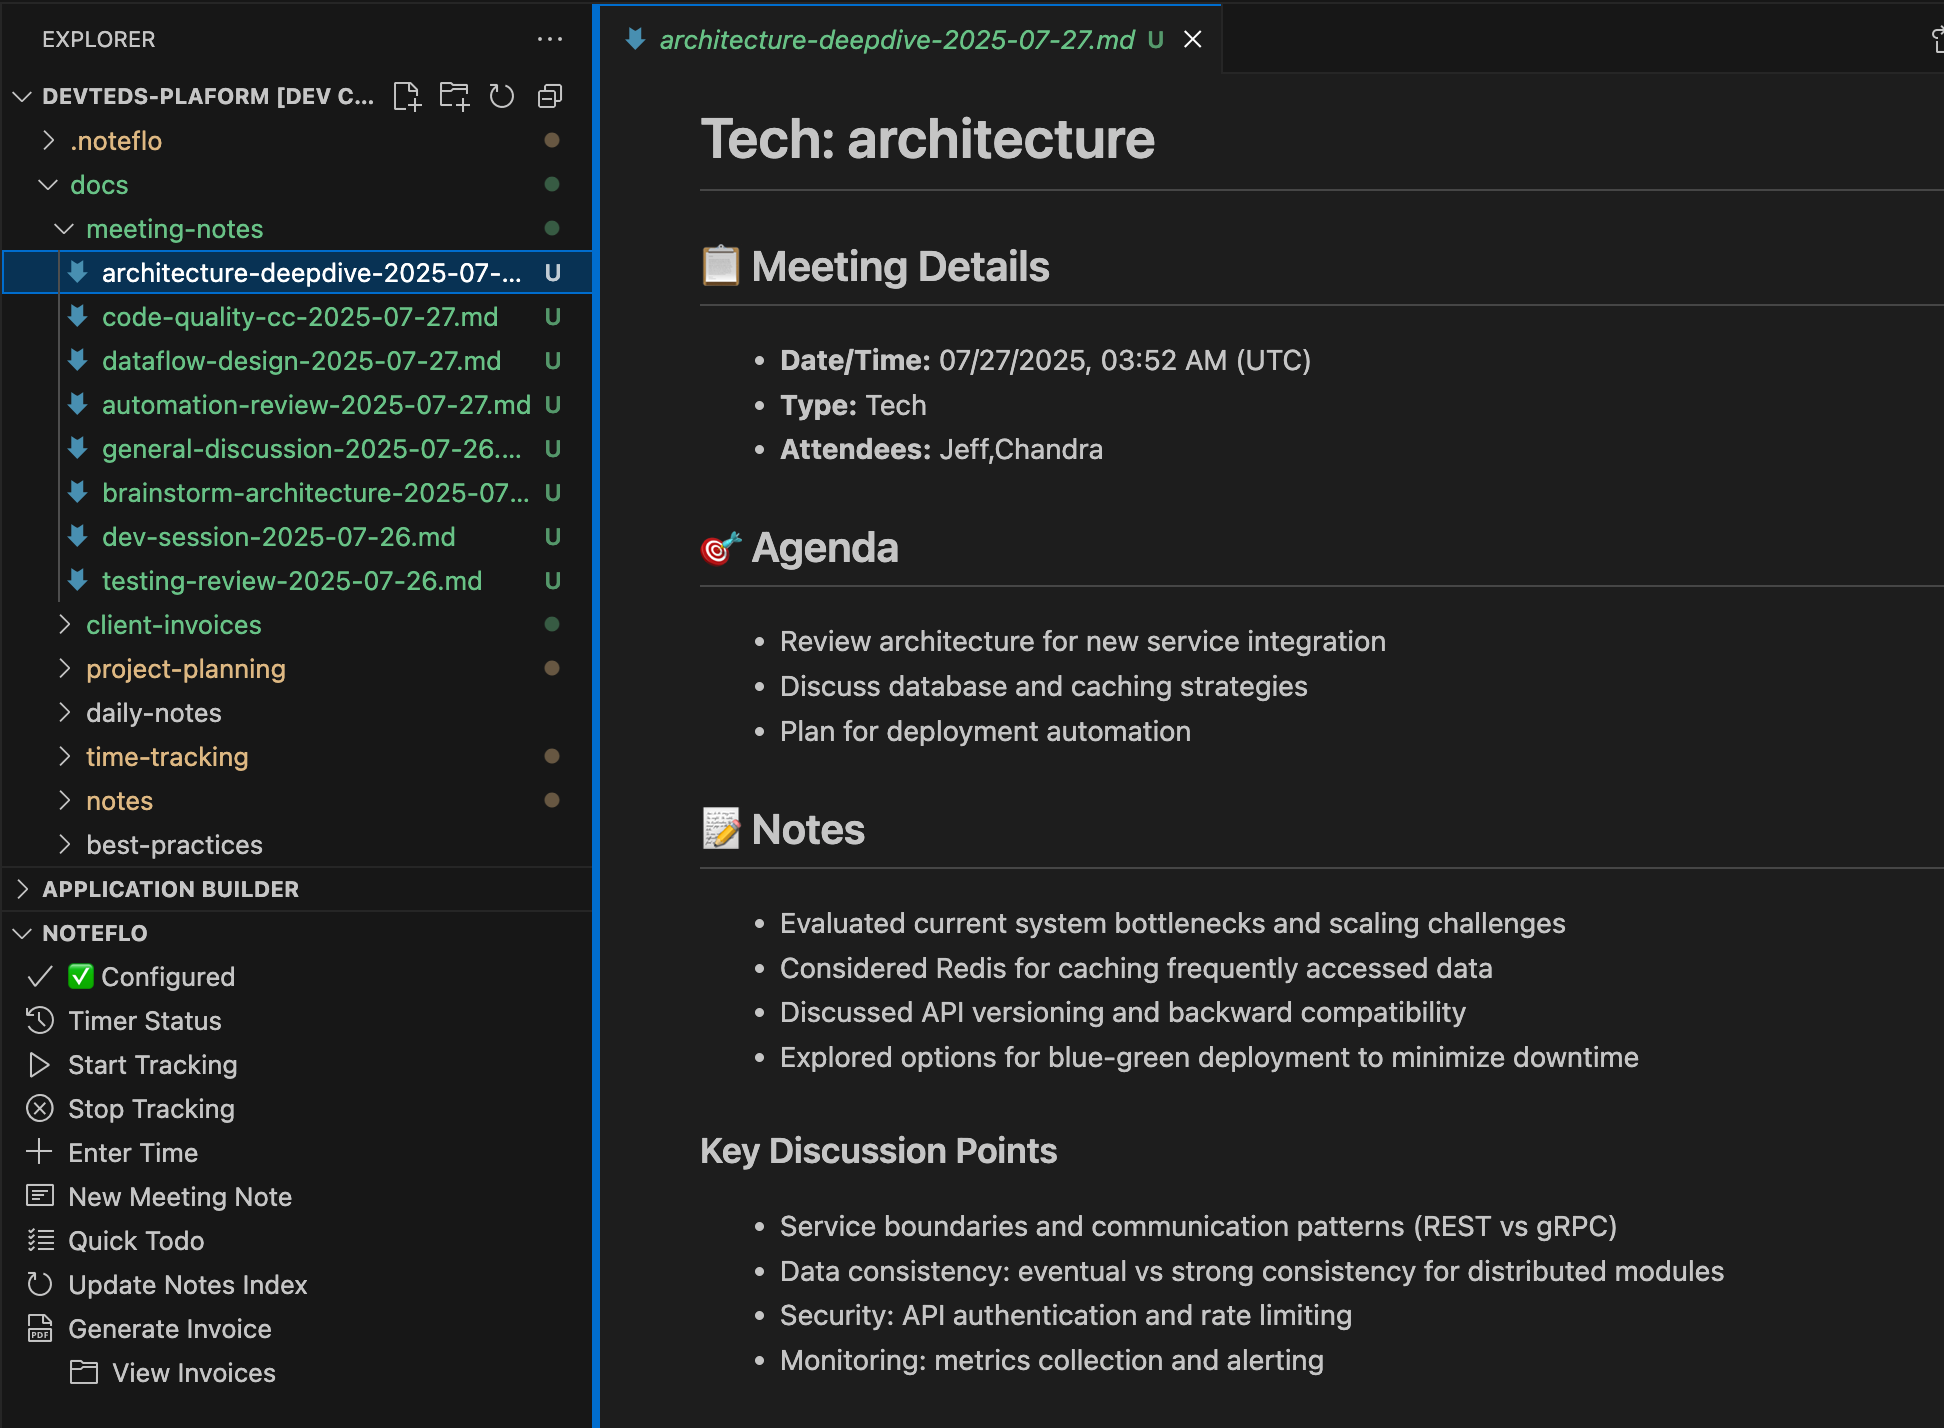 EXPLORER
DEVTEDS-PLAFORM [DEV C...
.noteflo
docs
meeting-notes
architecture-deepdive-2025-07-... U
code-quality-cc-2025-07-27.md U
dataflow-design-2025-07-27.md U
automation-review-2025-07-27.md U
general-discussion-2025-07-26.... U
brainstorm-architecture-2025-07... U
dev-session-2025-07-26.md U
testing-review-2025-07-26.md U
client-invoices
project-planning
daily-notes
time-tracking
notes
best-practices
APPLICATION BUILDER
NOTEFLO
Configured
Timer Status
Start Tracking
Stop Tracking
Enter Time
New Meeting Note
Quick Todo
Update Notes Index
PDF Generate Invoice
View Invoices
architecture-deepdive-2025-07-27.md U
Tech: architecture
Meeting Details
Date/Time: 07/27/2025, 03:52 AM (UTC)
Type: Tech
Attendees: Jeff,Chandra
Agenda
Review architecture for new service integration
Discuss database and caching strategies
Plan for deployment automation
Notes
Evaluated current system bottlenecks and scaling challenges
Considered Redis for caching frequently accessed data
Discussed API versioning and backward compatibility
Explored options for blue-green deployment to minimize downtime
Key Discussion Points
Service boundaries and communication patterns (REST vs gRPC)
Data consistency: eventual vs strong consistency for distributed modules
Security: API authentication and rate limiting
Monitoring: metrics collection and alerting